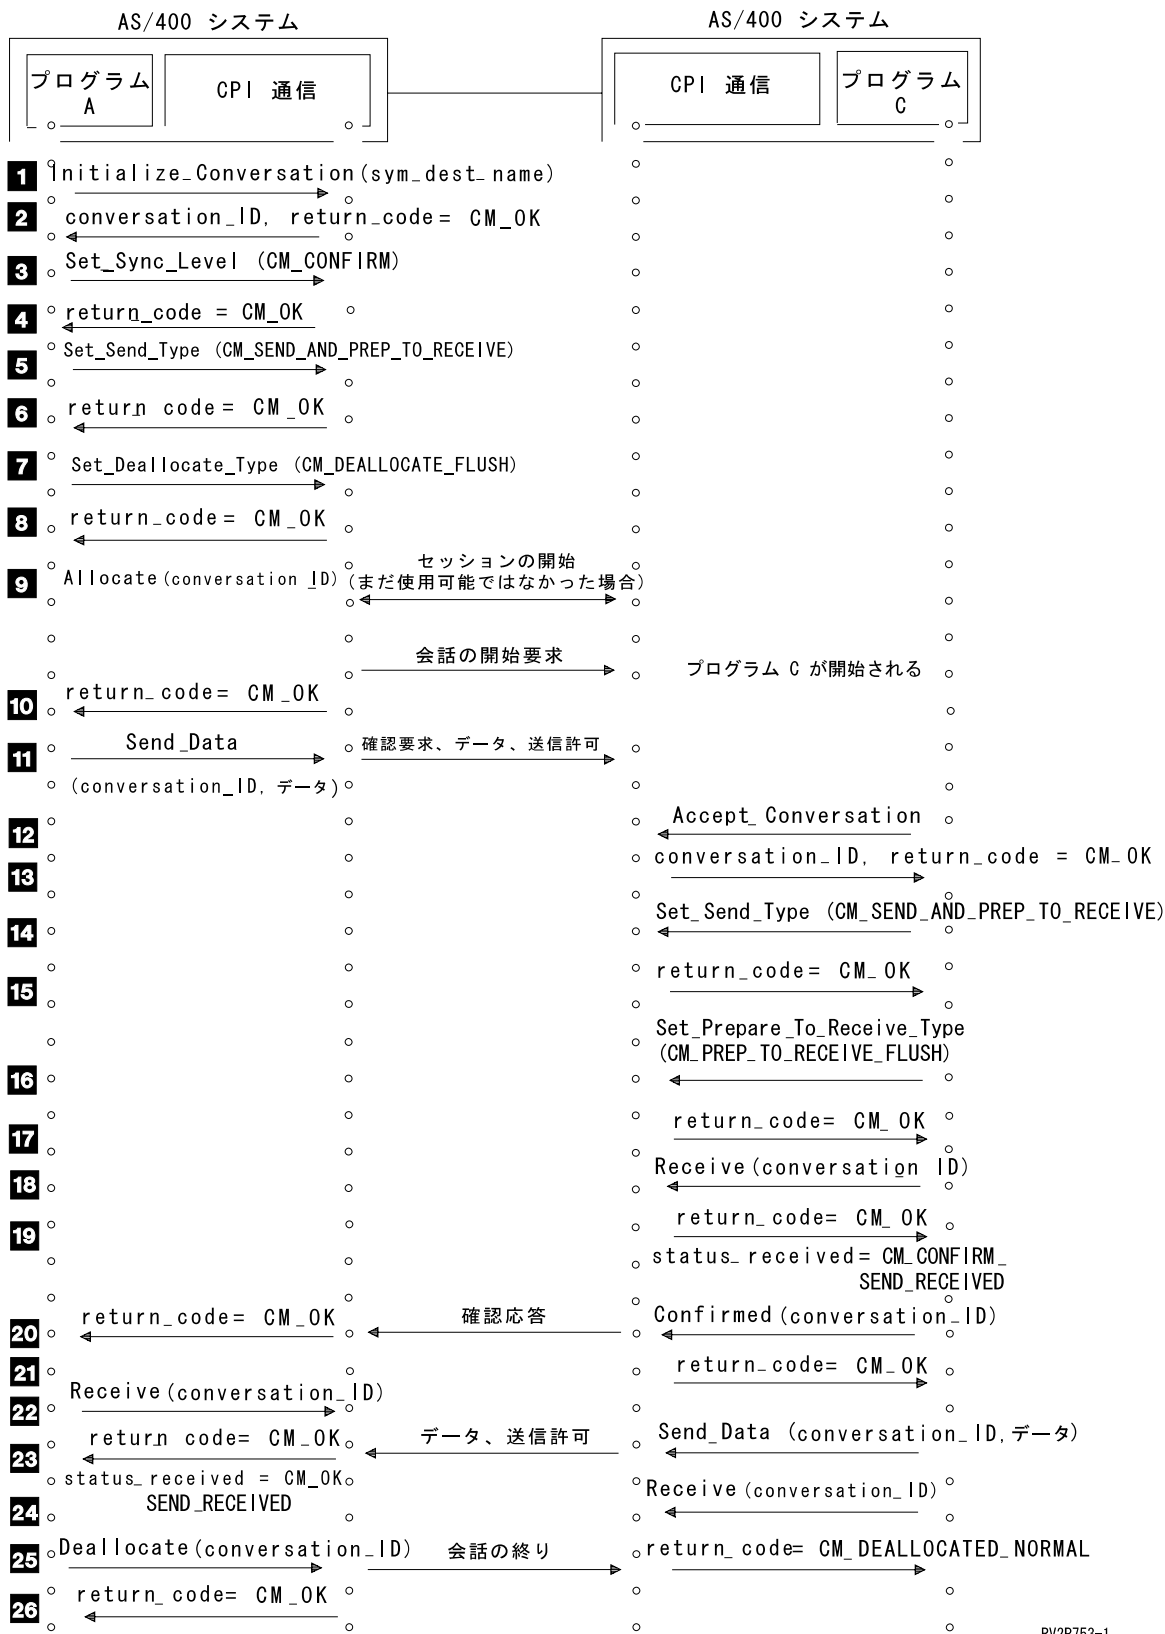 AS/400 システム
AS/400 システム
プログラム
A
CPI 通信
CPI 通信
プログラム
C
1 Initialize_Conversation(sym_dest_name)
2 conversation_ID, return_code= CM_OK
3 Set_Sync_Level (CM_CONFIRM)
4 return_code = CM_OK
5 Set_Send_Type (CM_SEND_AND_PREP_TO_RECEIVE)
6 return code= CM_OK
7 Set_Deallocate_Type (CM_DEALLOCATE_FLUSH)
8 return_code= CM_OK
セッションの開始
9 Allocate(conversation_ID) (まだ使用可能ではなかった場合)
会話の開始要求 プログラム C が開始される
10 return_code= CM_OK
11 Send_Data 確認要求、データ、送信許可
(conversation_ID, データ)
12 Accept_Conversation
13 conversation_ID, return_code = CM_OK
14 Set_Send_Type (CM_SEND_AND_PREP_TO_RECEIVE)
15 return_code= CM_OK
Set_Prepare_To_Receive_Type
(CM_PREP_TO_RECEIVE_FLUSH)
16
17 return_code= CM_OK
18 Receive(conversation_ID)
19 return_code= CM_OK
status_received= CM_CONFIRM_
SEND_RECEIVED
20 return_code= CM_OK 確認応答 Confirmed(conversation_ID)
21 return_code= CM_OK
22 Receive(conversation_ID)
23 return code= CM_OK データ、送信許可 Send_Data (conversation_ID,データ)
status_received = CM_OK
SEND_RECEIVED
24 Receive(conversation_ID)
25 Deallocate(conversation_ID) 会話の終り return_code= CM_DEALLOCATED_NORMAL
26 return_code= CM_OK
RV2P753-1